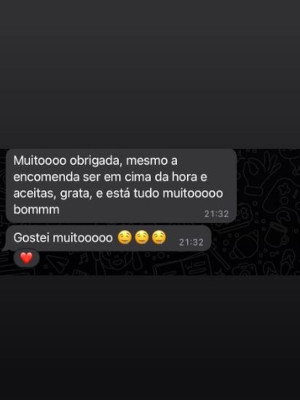 Muitoooo obrigada, mesmo a
encomenda ser em cima da hora e
aceitas, grata, e está tudo muitooooo
bommm
21:32
Gostei muitooooo 😋😋😋
21:32
❤️